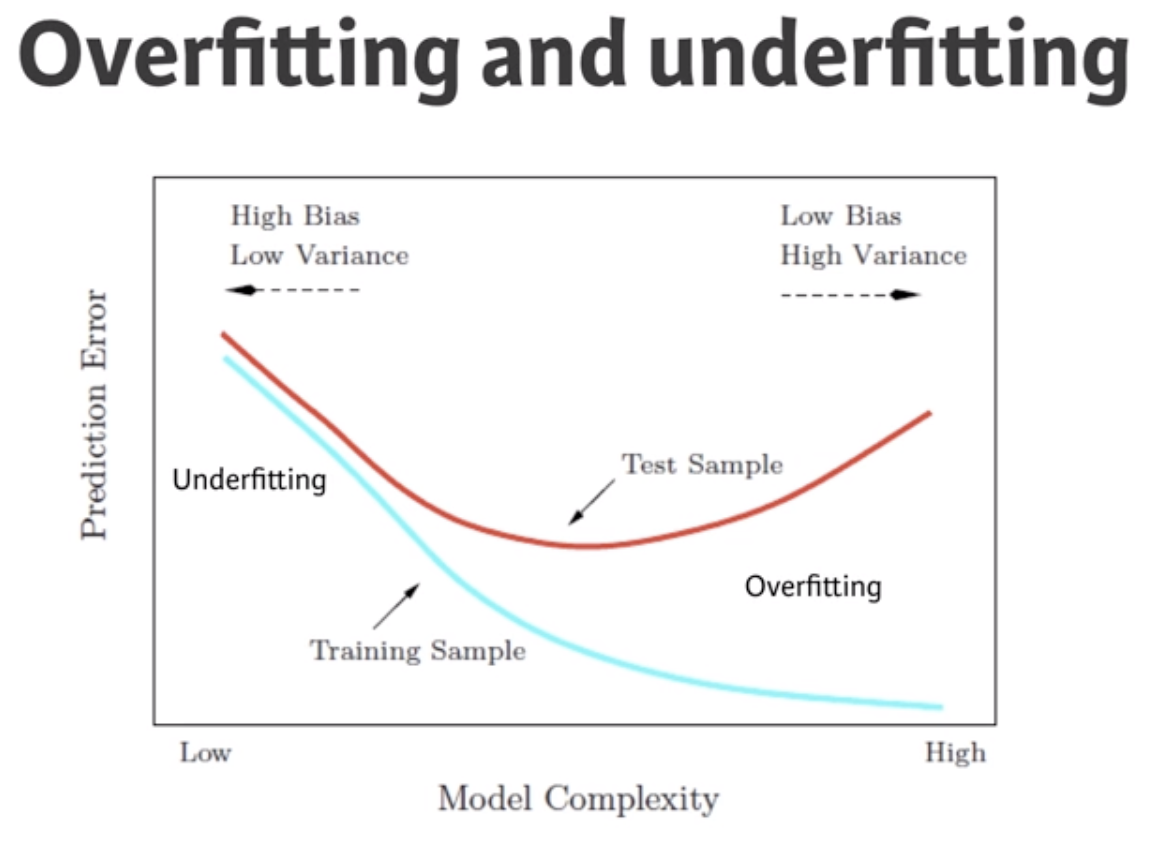 Overfitting and underfitting
High Bias
Low Variance
Low Bias
High Variance
Prediction Error
Test Sample
Underfitting
Overfitting
Training Sample
Low
High
Model Complexity